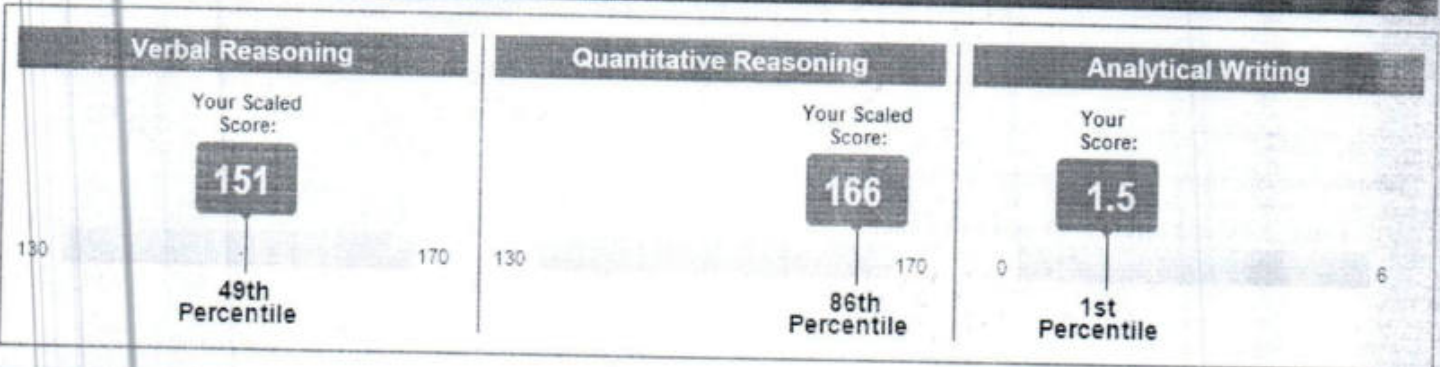 Verbal Reasoning
Your Scaled
Score:
151
130
170
49th
Percentile
Quantitative Reasoning
Your Scaled
Score:
166
130
170
86th
Percentile
Analytical Writing
Your
Score:
1.5
0
6
1st
Percentile